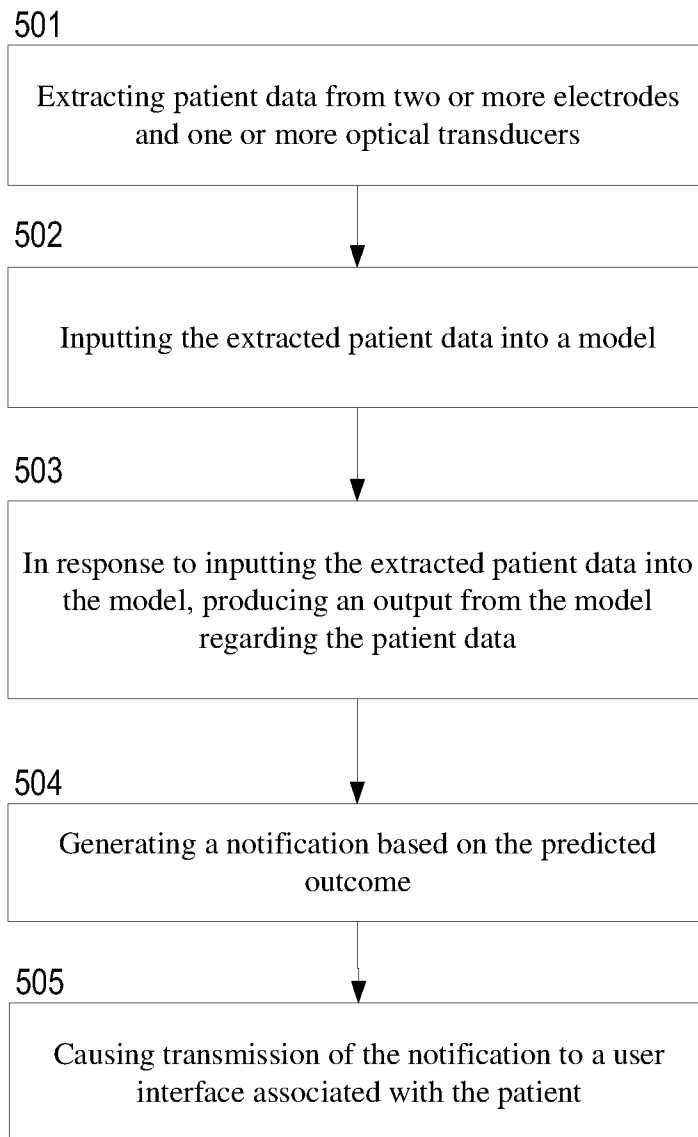 501
Extracting patient data from two or more electrodes
and one or more optical transducers
502
Inputting the extracted patient data into a model
503
In response to inputting the extracted patient data into
the model, producing an output from the model
regarding the patient data
504
Generating a notification based on the predicted
outcome
505
Causing transmission of the notification to a user
interface associated with the patient